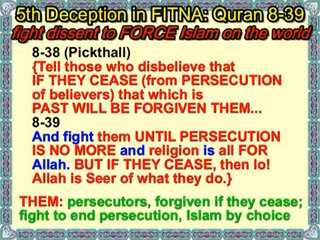 5th Deception in FITNA: Quran 8-39
fight dissent to FORCE Islam on the world
8-38 (Pickthall)
{Tell those who disbelieve that
IF THEY CEASE (from PERSECUTION
of believers) that which is
PAST WILL BE FORGIVEN THEM...
8-39
And fight them UNTIL PERSECUTION
IS NO MORE and religion is all FOR
Allah. BUT IF THEY CEASE, then lo!
Allah is Seer of what they do.}
THEM: persecutors, forgiven if they cease;
fight to end persecution, Islam by choice